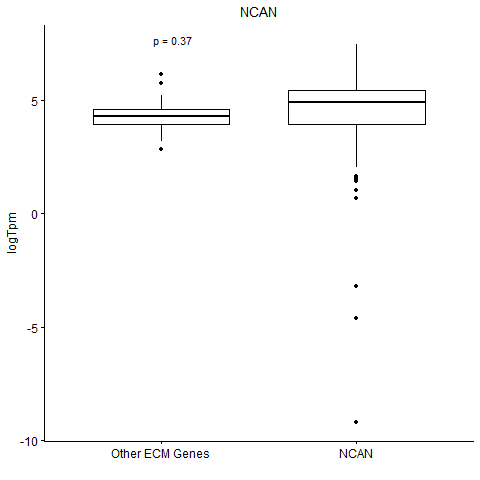 NCAN
p = 0.37
5
0
-5
-10
logTpm
Other ECM Genes
NCAN